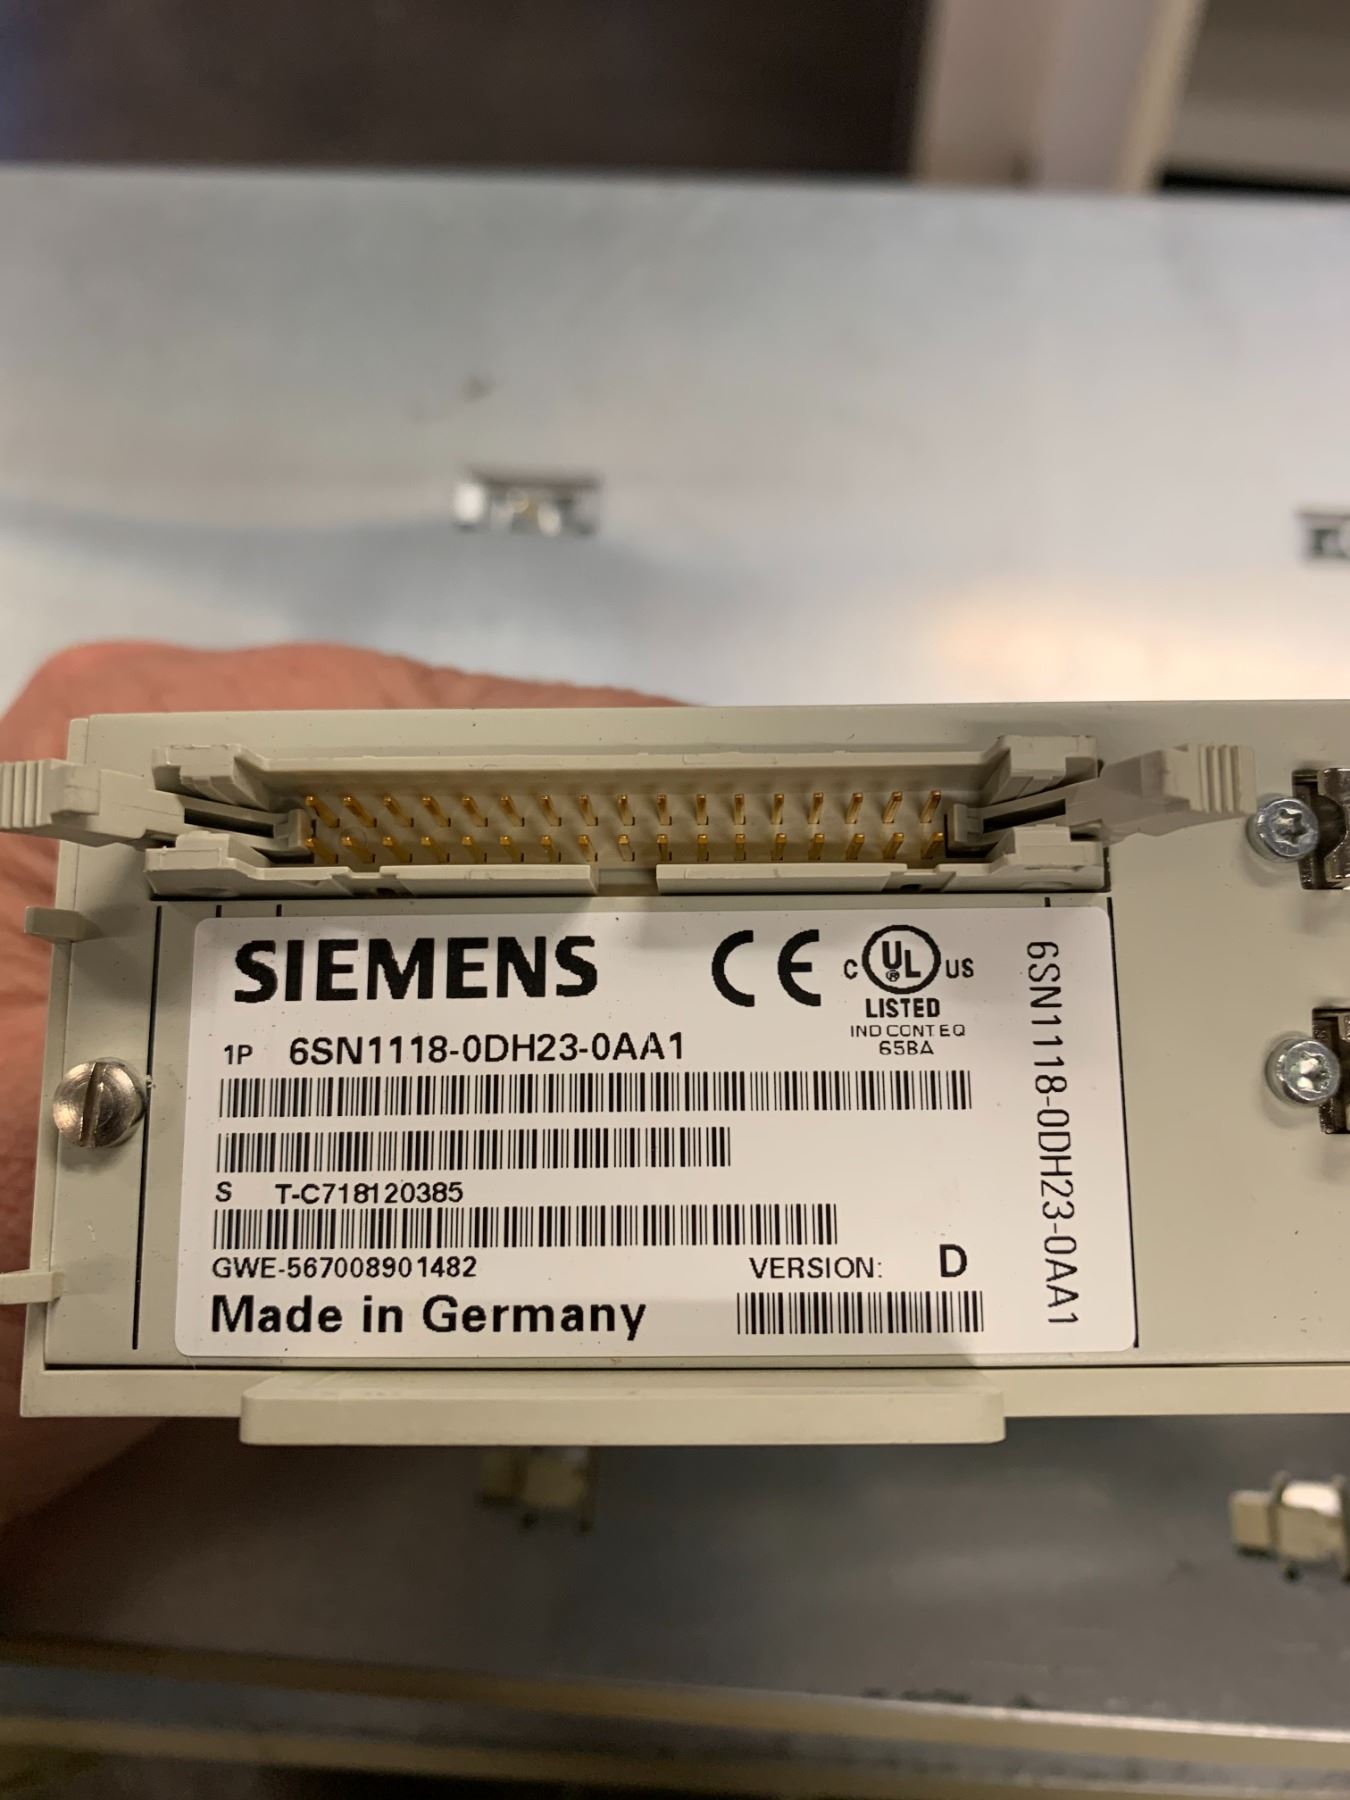 SIEMENS
CE
C UL ® US
LISTED
IND CONT EQ
65BA
1P 6SN1118-0DH23-0AA1
S T-C718120385
GWE-567008901482
VERSION: D
Made in Germany
6SN1118-0DH23-0AA1